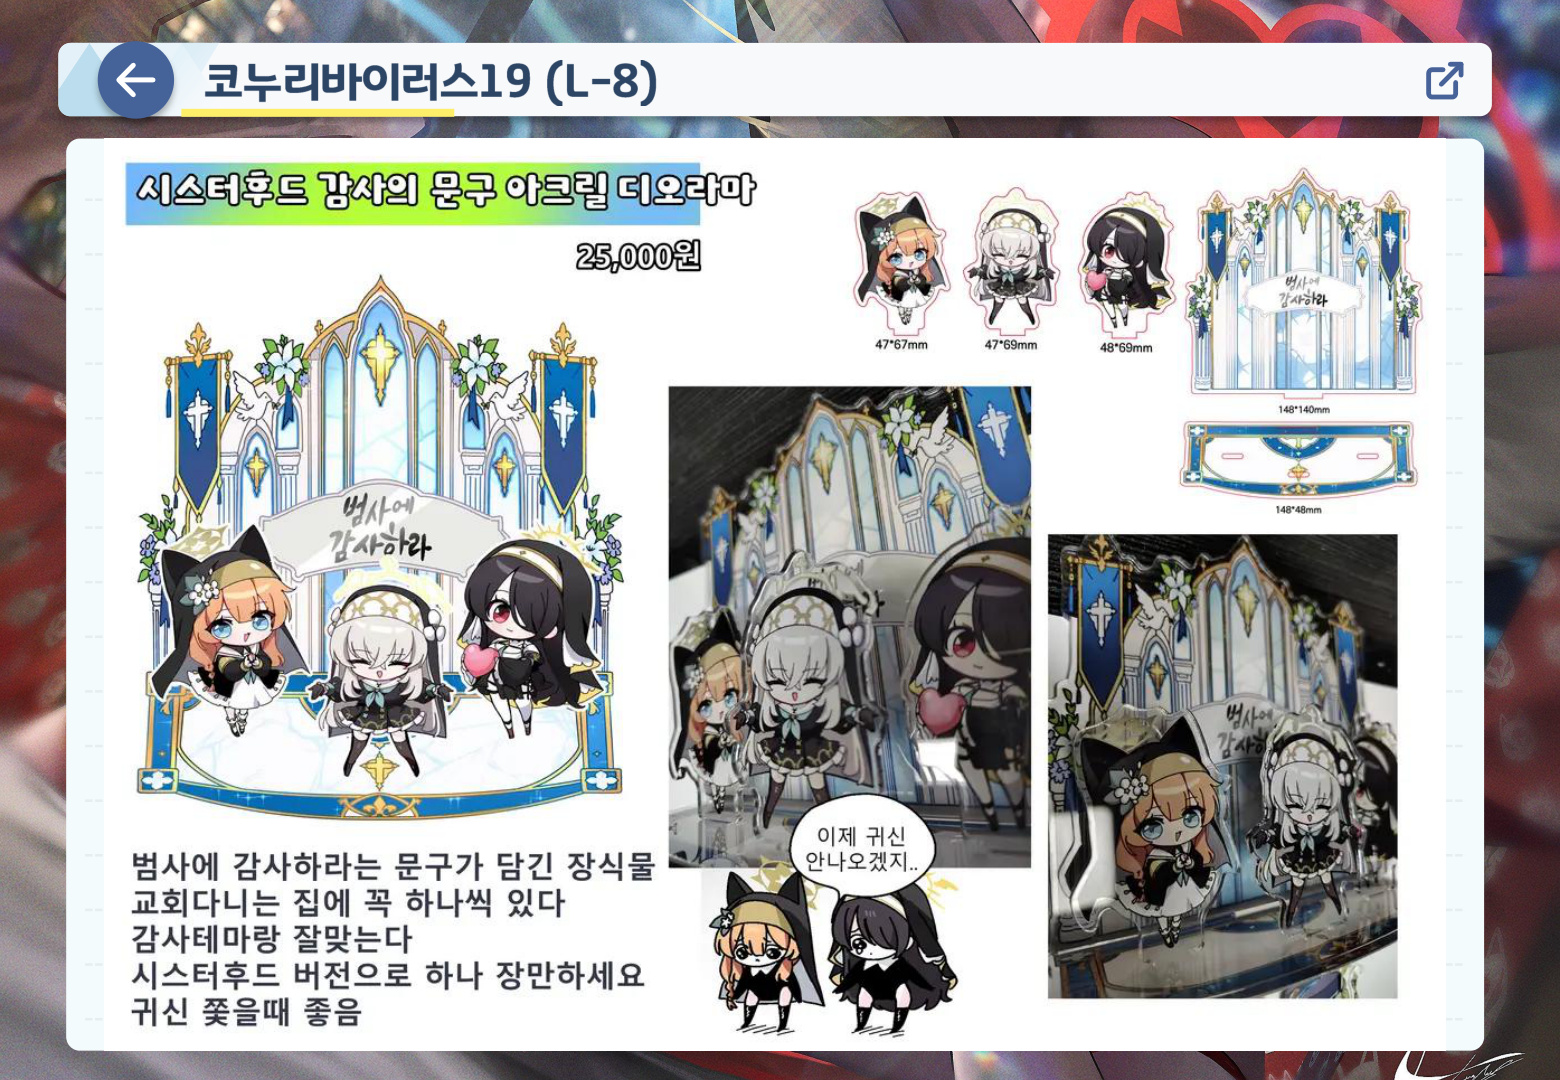 코누리바이러스19 (L-8)
시스터후드 감사의 문구 아크릴 디오라마
25,000원
범사에
감사하라
47*67mm
47*69mm
48*69mm
범사에
감사하라
148*140mm
148*48mm
범사에
감사하
이제 귀신
안나오겠지..
범사에 감사하라는 문구가 담긴 장식물
교회다니는 집에 꼭 하나씩 있다
감사테마랑 잘맞는다
시스터후드 버전으로 하나 장만하세요
귀신 쫓을때 좋음